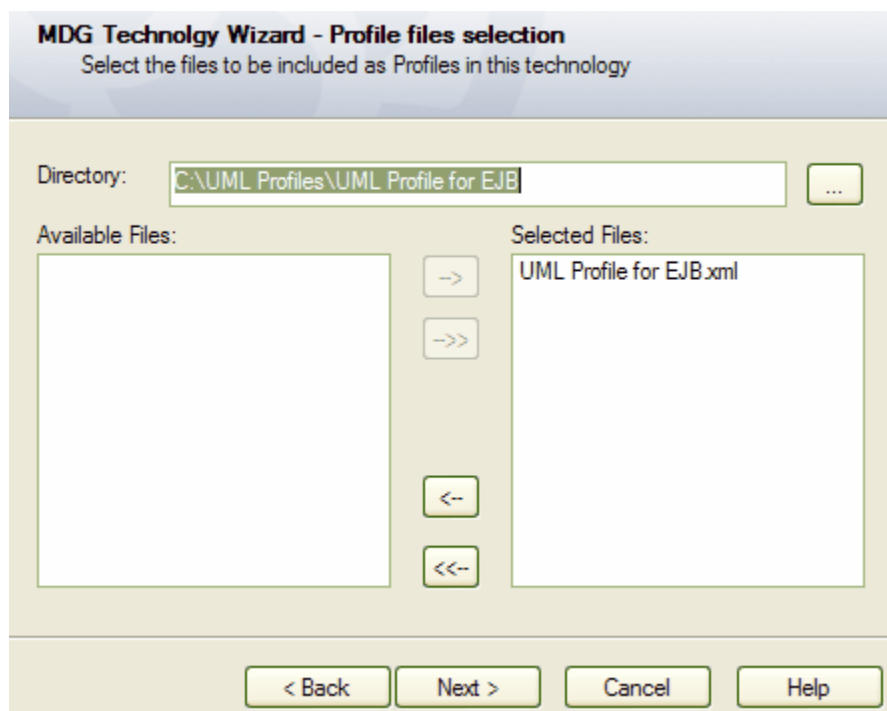 MDG Technolgy Wizard - Profile files selection
Select the files to be included as Profiles in this technology
Directory:
C:\UML Profiles\UML Profile for EJB
...
Available Files:
Selected Files:
-->
UML Profile for EJB.xml
-->>
<--
<<--
< Back
Next >
Cancel
Help